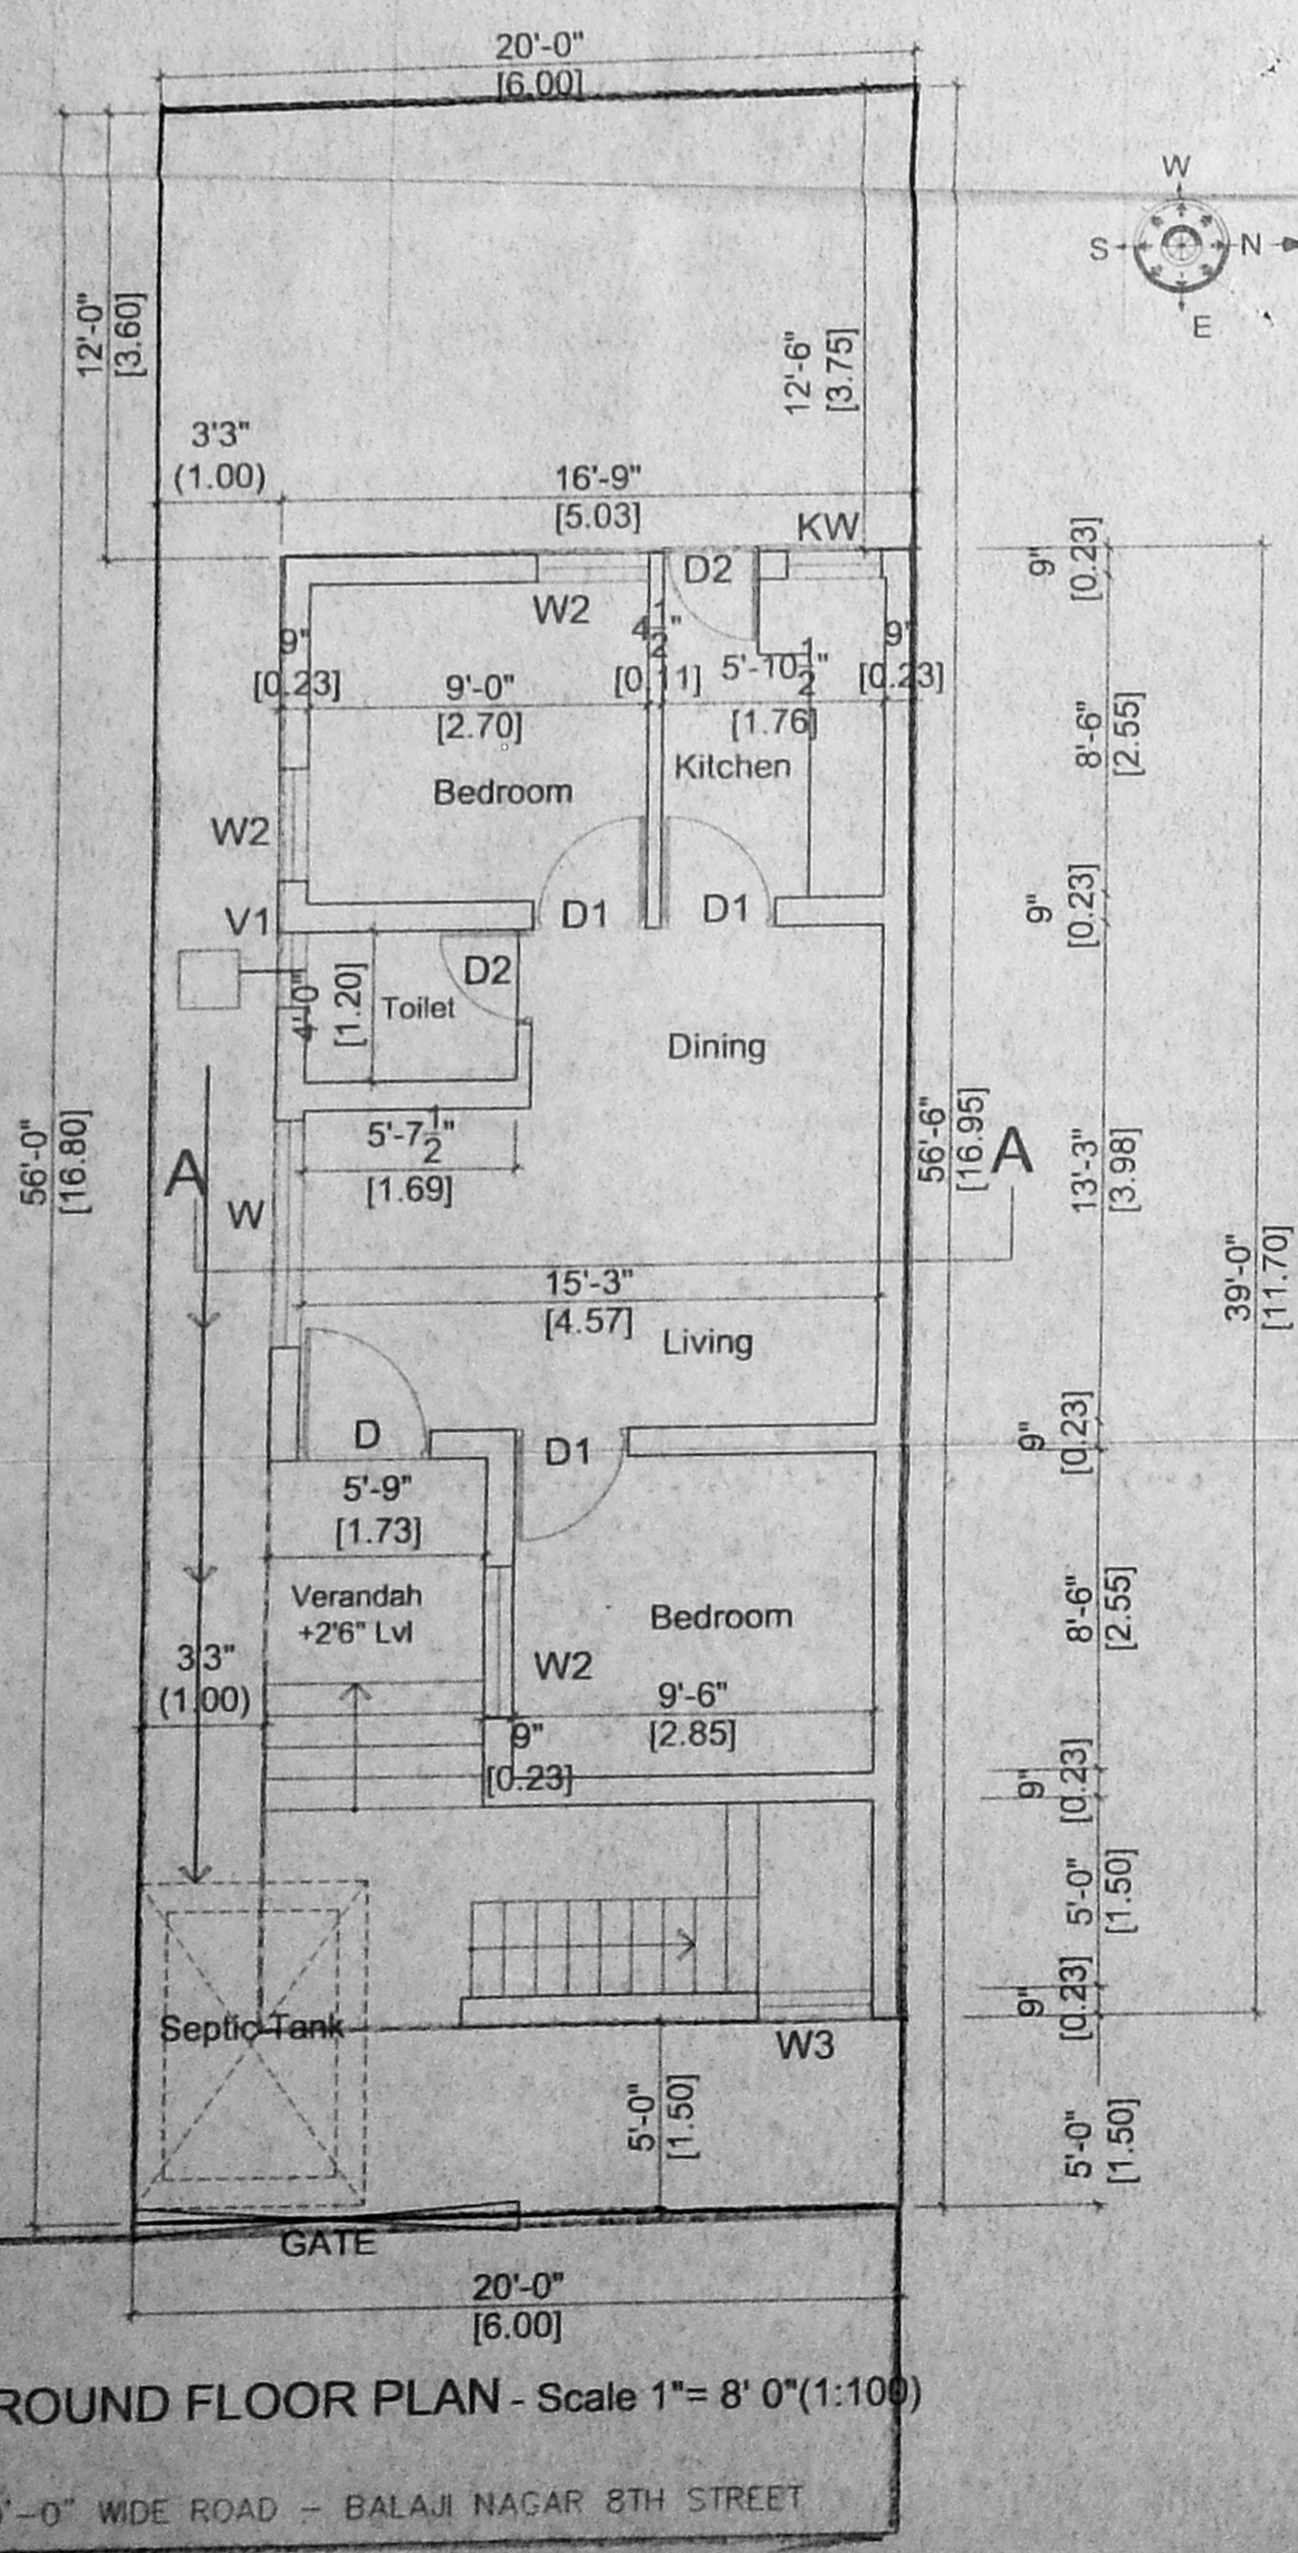 20'-0"
[6.00]
W
S
N
E
12'-0"
[3.60]
12'-6"
[3.75]
3'3"
(1.00)
16'-9"
[5.03]
KW
D2
W2
9"
[0.23]
9"
[0.23]
9'-0"
[2.70]
4 1/2"
[0.11]
5'-10 1/2"
[1.76]
9"
[0.23]
8'-6"
[2.55]
Bedroom
Kitchen
W2
V1
D1
D1
9"
[0.23]
D2
4'-0"
[1.20]
Toilet
Dining
5'-7 1/2"
[1.69]
56'-0"
[16.80]
A
W
56'-6"
[16.95]
A
13'-3"
[3.98]
39'-0"
[11.70]
15'-3"
[4.57]
Living
D
D1
9"
[0.23]
5'-9"
[1.73]
Verandah
+2'6" Lvl
Bedroom
8'-6"
[2.55]
3'3"
(1.00)
W2
9'-6"
[2.85]
9"
[0.23]
9"
[0.23]
5'-0"
[1.50]
9"
[0.23]
Septic Tank
W3
5'-0"
[1.50]
5'-0"
[1.50]
GATE
20'-0"
[6.00]
ROUND FLOOR PLAN - Scale 1"= 8' 0"(1:100)
'-0" WIDE ROAD - BALAJI NAGAR 8TH STREET